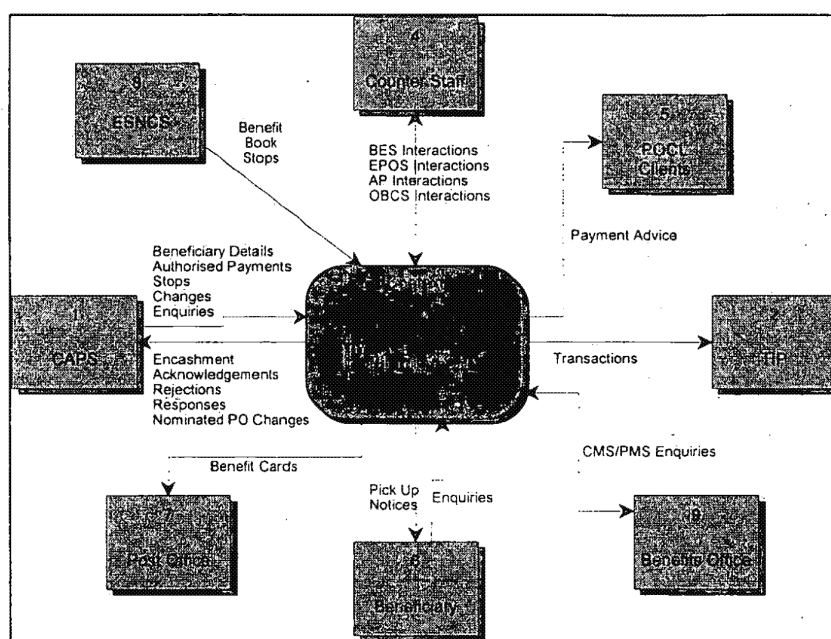 4
Counter Staff
ESNCS
5
POCL
Clients
Benefit
Book
Stops
BES Interactions
EPOS Interactions
AP Interactions
OBCS Interactions
Payment Advice
Beneficiary Details
Authorised Payments
Stops
Changes
Enquiries
1
CAPS
2
TIP
Transactions
Encashment
Acknowledgements
Rejections
Responses
Nominated PO Changes
CMS/PMS Enquiries
Benefit Cards
Pick Up
Notices
Enquiries
7
Post Office
6
Beneficiary
9
Benefits Office